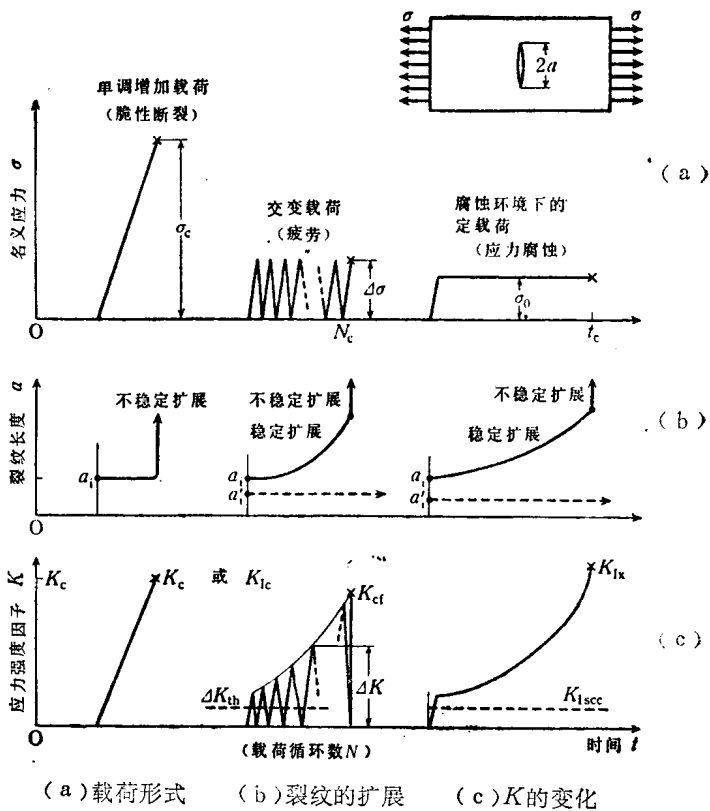 σ σ
2a
单调增加载荷
(脆性断裂)
(a)
名义应力 σ
σc
交变载荷
(疲劳)
Δσ
腐蚀环境下的
定载荷
(应力腐蚀)
σ0
O Nc tc
(b)
裂纹长度 a
不稳定扩展
ai
不稳定扩展
稳定扩展
ai
a'i
不稳定扩展
稳定扩展
ai
a'i
O
(c)
应力强度因子 K
Kc
Kc 或 KIc
Kcf
ΔKth
ΔK
KIx
KIscc
O
(载荷循环数N)
时间 t
(a)载荷形式 (b)裂纹的扩展 (c)K的变化